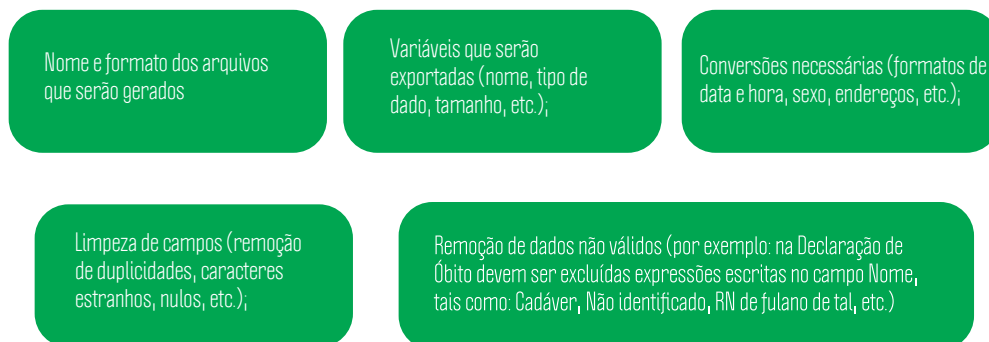 Nome e formato dos arquivos
que serão gerados
Variáveis que serão
exportadas (nome, tipo de
dado, tamanho, etc.);
Conversões necessárias (formatos de
data e hora, sexo, endereços, etc.);
Limpeza de campos (remoção
de duplicidades, caracteres
estranhos, nulos, etc.);
Remoção de dados não válidos (por exemplo: na Declaração de
Óbito devem ser excluídas expressões escritas no campo Nome,
tais como: Cadáver, Não identificado, RN de fulano de tal, etc.)